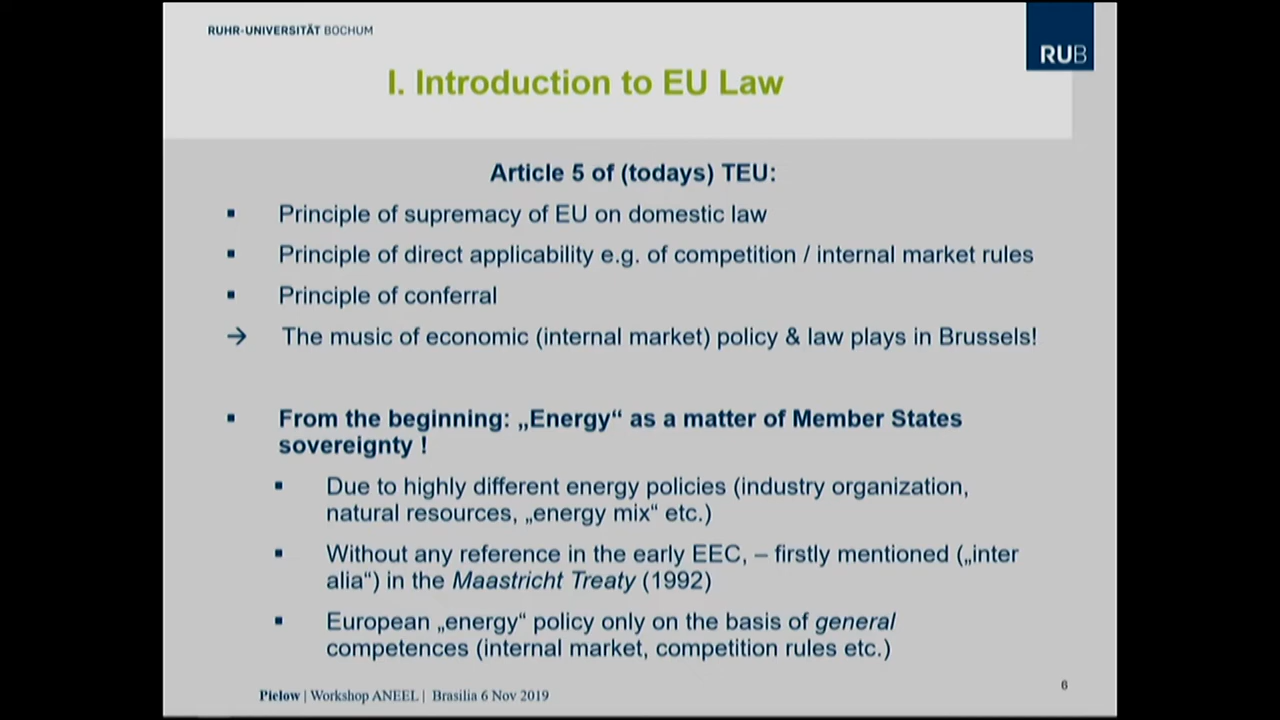 RUHR-UNIVERSITÄT BOCHUM
RUB
I. Introduction to EU Law
Article 5 of (todays) TEU:
▪ Principle of supremacy of EU on domestic law
▪ Principle of direct applicability e.g. of competition / internal market rules
▪ Principle of conferral
→ The music of economic (internal market) policy & law plays in Brussels!
▪ From the beginning: „Energy“ as a matter of Member States
sovereignty !
▪ Due to highly different energy policies (industry organization,
natural resources, „energy mix“ etc.)
▪ Without any reference in the early EEC, – firstly mentioned („inter
alia“) in the Maastricht Treaty (1992)
▪ European „energy“ policy only on the basis of general
competences (internal market, competition rules etc.)
Pielow | Workshop ANEEL | Brasilia 6 Nov 2019
6